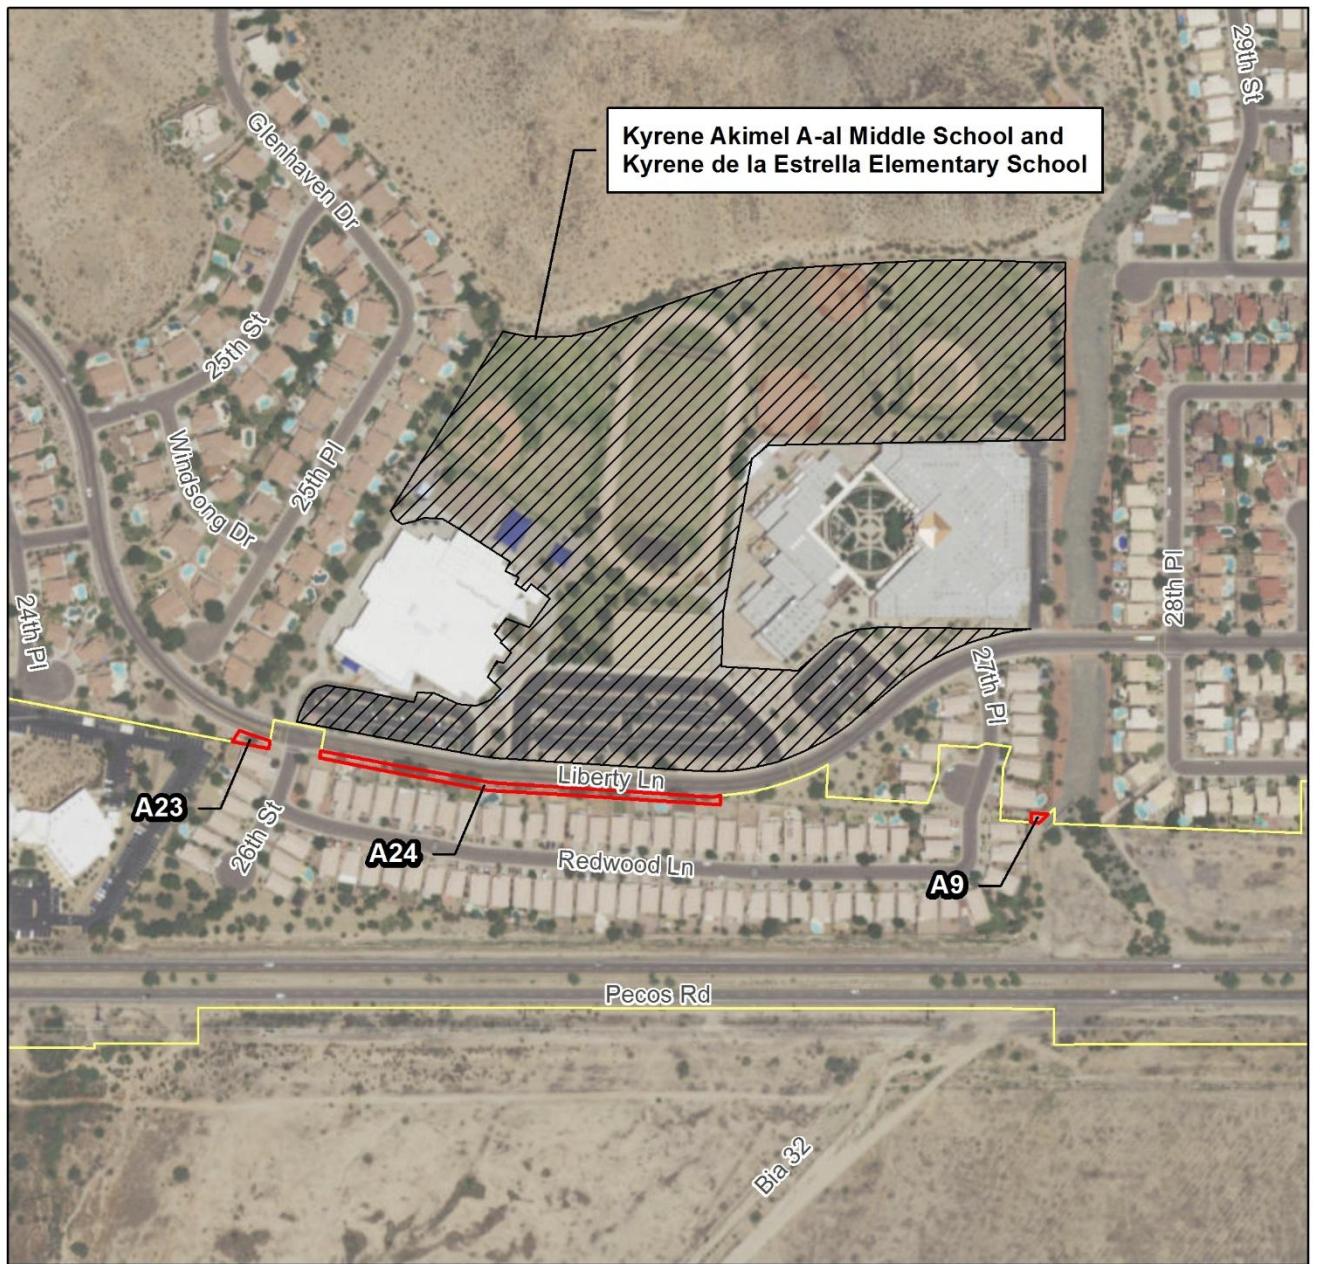 29th St
Glenhaven Dr
Kyrene Akimel A-al Middle School and
Kyrene de la Estrella Elementary School
25th St
Windsong Dr
25th Pl
24th Pl
28th Pl
27th Pl
A23
Liberty Ln
26th St
A24
Redwood Ln
A9
Pecos Rd
Bia 32